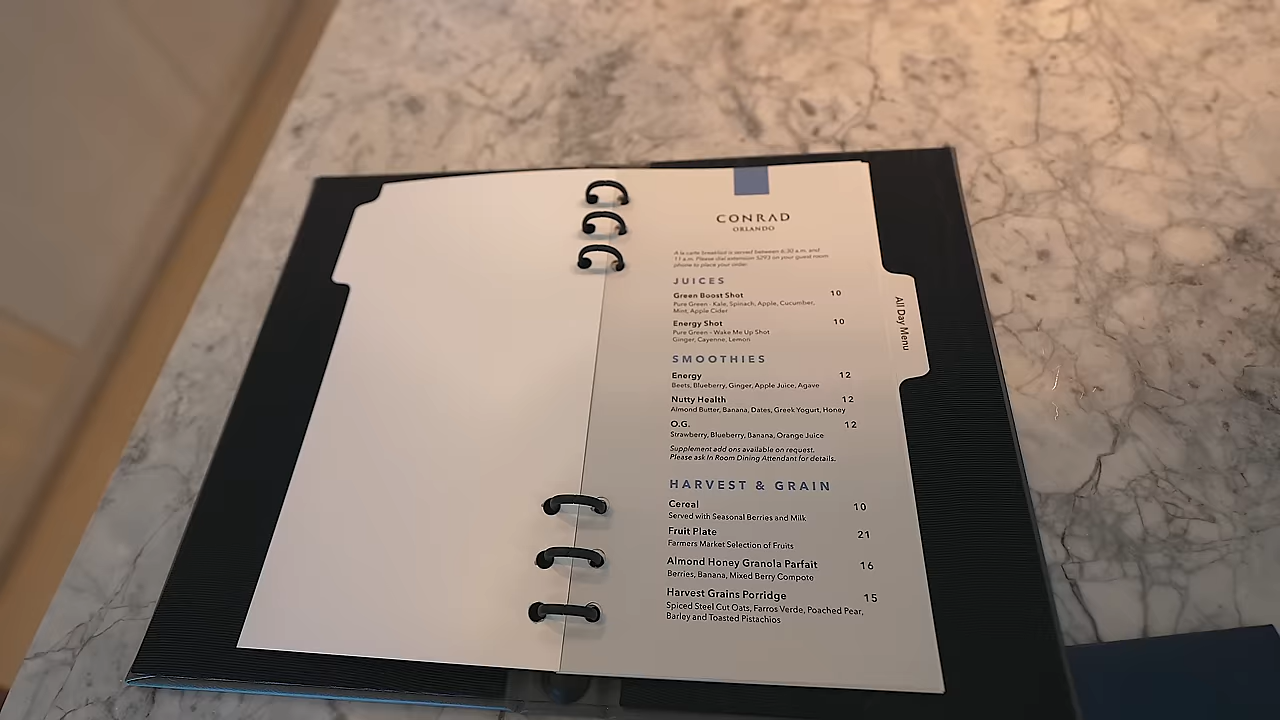 CONRAD
ORLANDO
A la carte breakfast is served between 6:30 a.m. and
11 a.m. Please dial extension 5293 on your guest room
phone to place your order.
JUICES
Green Boost Shot 10
Pure Green - Kale, Spinach, Apple, Cucumber,
Mint, Apple Cider
Energy Shot 10
Pure Green - Wake Me Up Shot
Ginger, Cayenne, Lemon
SMOOTHIES
Energy 12
Beets, Blueberry, Ginger, Apple Juice, Agave
Nutty Health 12
Almond Butter, Banana, Dates, Greek Yogurt, Honey
O.G. 12
Strawberry, Blueberry, Banana, Orange Juice
Supplement add ons available on request.
Please ask In Room Dining Attendant for details.
HARVEST & GRAIN
Cereal 10
Served with Seasonal Berries and Milk
Fruit Plate 21
Farmers Market Selection of Fruits
Almond Honey Granola Parfait 16
Berries, Banana, Mixed Berry Compote
Harvest Grains Porridge 15
Spiced Steel Cut Oats, Farros Verde, Poached Pear,
Barley and Toasted Pistachios
All Day Menu